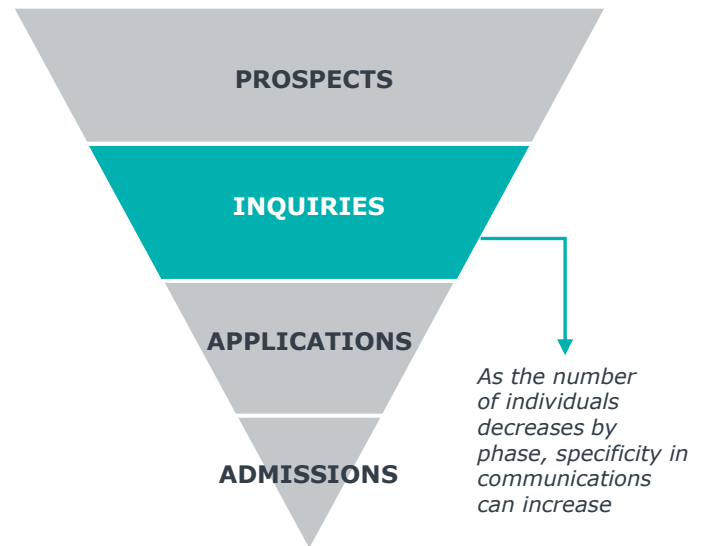 PROSPECTS
INQUIRIES
APPLICATIONS
ADMISSIONS
As the number
of individuals
decreases by
phase, specificity in
communications
can increase